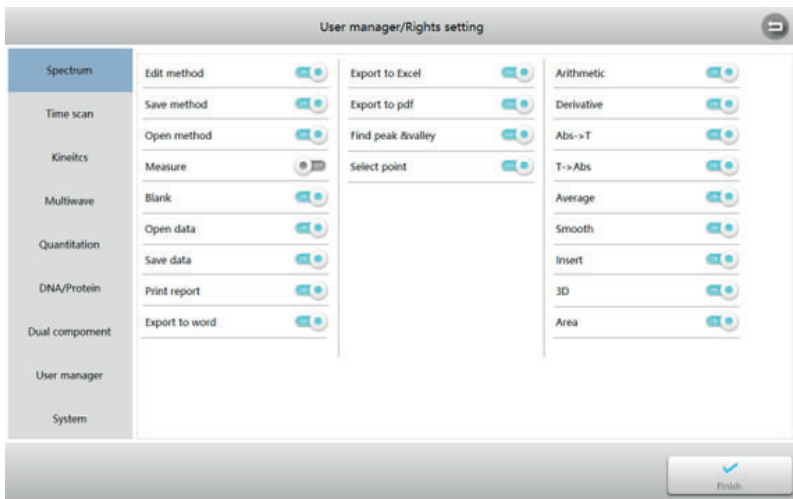 User manager/Rights setting
Spectrum
Time scan
Kineitcs
Multiwave
Quantitation
DNA/Protein
Dual compoment
User manager
System
Edit method
Save method
Open method
Measure
Blank
Open data
Save data
Print report
Export to word
Export to Excel
Export to pdf
Find peak &valley
Select point
Arithmetic
Derivative
Abs->T
T->Abs
Average
Smooth
Insert
3D
Area
Finish